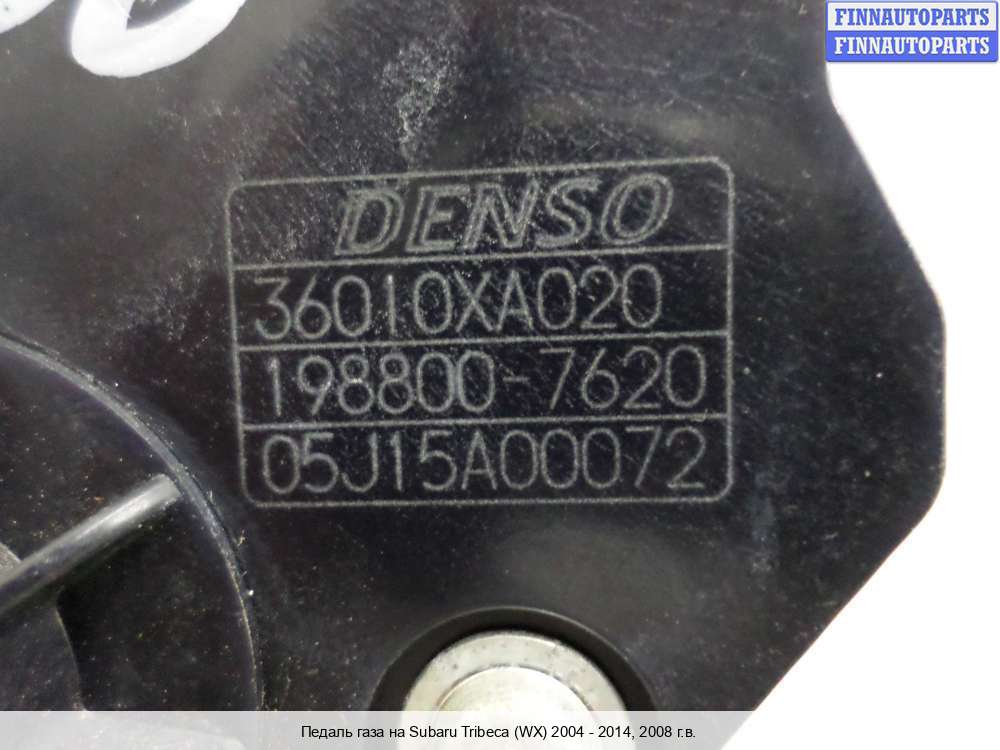 FINNAUTOPARTS
FINNAUTOPARTS
DENSO
36010XA020
198800-7620
05J15A00072
Педаль газа на Subaru Tribeca (WX) 2004 - 2014, 2008 г.в.